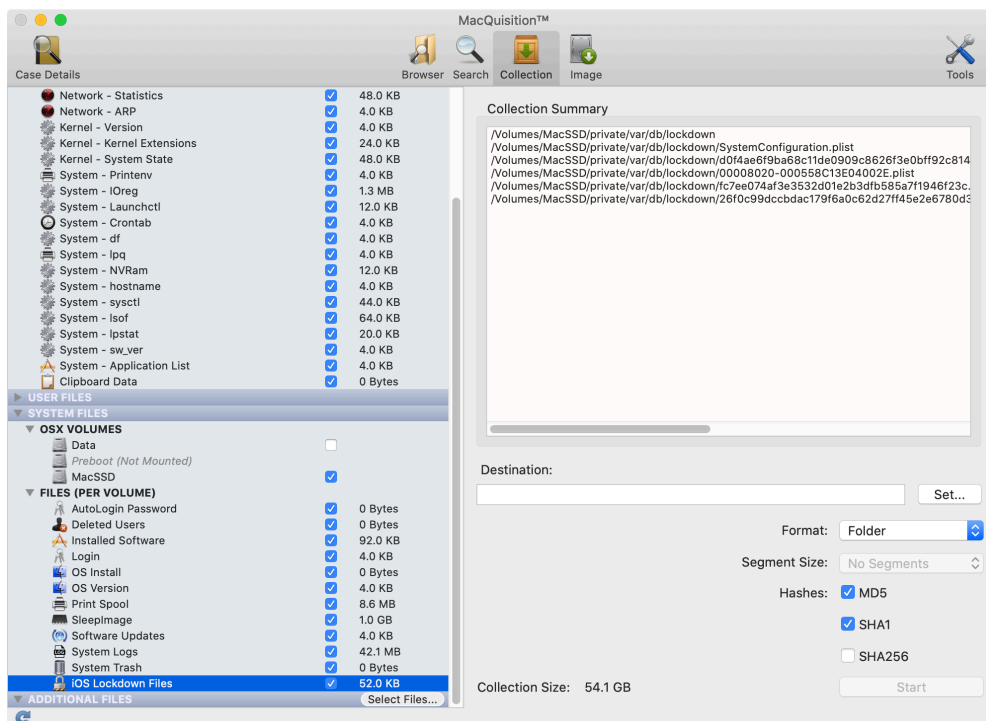 MacQuisition™
Case Details
Browser
Search
Collection
Image
Tools
Network - Statistics 48.0 KB
Network - ARP 4.0 KB
Kernel - Version 4.0 KB
Kernel - Kernel Extensions 24.0 KB
Kernel - System State 48.0 KB
System - Printenv 4.0 KB
System - IOreg 1.3 MB
System - Launchctl 12.0 KB
System - Crontab 4.0 KB
System - df 4.0 KB
System - lpq 4.0 KB
System - NVRam 12.0 KB
System - hostname 4.0 KB
System - sysctl 44.0 KB
System - lsof 64.0 KB
System - lpstat 20.0 KB
System - sw_ver 4.0 KB
System - Application List 4.0 KB
Clipboard Data 0 Bytes
USER FILES
SYSTEM FILES
OSX VOLUMES
Data
Preboot (Not Mounted)
MacSSD
FILES (PER VOLUME)
AutoLogin Password 0 Bytes
Deleted Users 0 Bytes
Installed Software 92.0 KB
Login 4.0 KB
OS Install 0 Bytes
OS Version 4.0 KB
Print Spool 8.6 MB
SleepImage 1.0 GB
Software Updates 4.0 KB
System Logs 42.1 MB
System Trash 0 Bytes
iOS Lockdown Files 52.0 KB
ADDITIONAL FILES Select Files...
Collection Summary
/Volumes/MacSSD/private/var/db/lockdown
/Volumes/MacSSD/private/var/db/lockdown/SystemConfiguration.plist
/Volumes/MacSSD/private/var/db/lockdown/d0f4ae6f9ba68c11de0909c8626f3e0bff92c814
/Volumes/MacSSD/private/var/db/lockdown/00008020-000558C13E04002E.plist
/Volumes/MacSSD/private/var/db/lockdown/fc7ee074af3e3532d01e2b3dfb585a7f1946f23c.
/Volumes/MacSSD/private/var/db/lockdown/26f0c99dccbdac179f6a0c62d27ff45e2e6780d3
Destination:
Set...
Format: Folder
Segment Size: No Segments
Hashes: MD5
SHA1
SHA256
Collection Size: 54.1 GB
Start